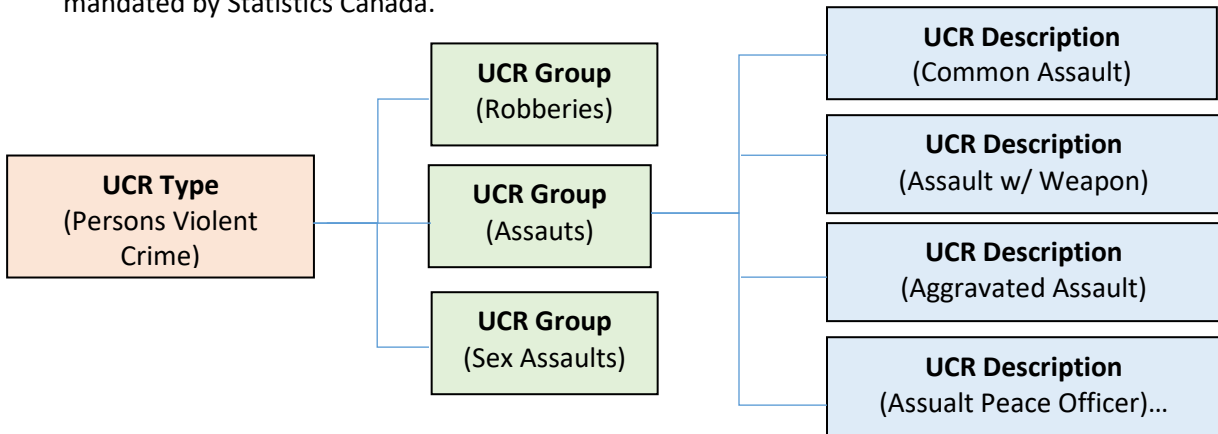 mandated by Statistics Canada.
UCR Type
(Persons Violent
Crime)
UCR Group
(Robberies)
UCR Group
(Assauts)
UCR Group
(Sex Assaults)
UCR Description
(Common Assault)
UCR Description
(Assault w/ Weapon)
UCR Description
(Aggravated Assault)
UCR Description
(Assualt Peace Officer)…